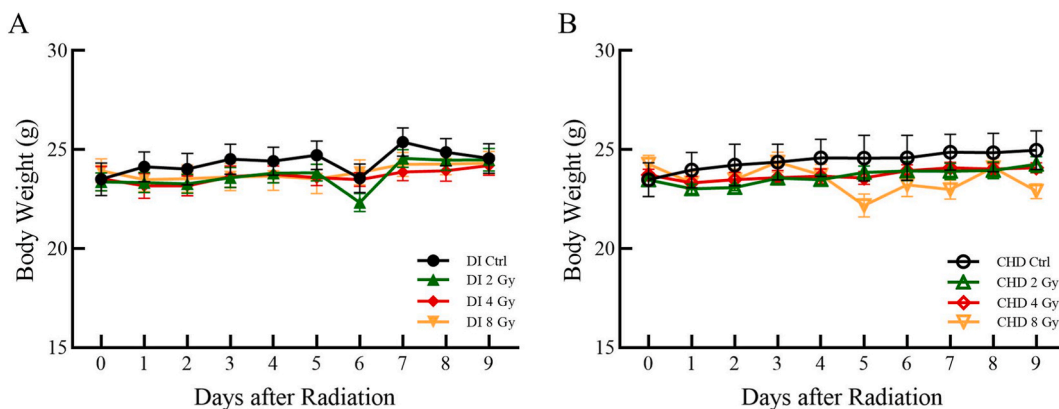 A
30
25
20
15
Body Weight (g)
DI Ctrl
DI 2 Gy
DI 4 Gy
DI 8 Gy
0 1 2 3 4 5 6 7 8 9
Days after Radiation
B
30
25
20
15
Body Weight (g)
CHD Ctrl
CHD 2 Gy
CHD 4 Gy
CHD 8 Gy
0 1 2 3 4 5 6 7 8 9
Days after Radiation